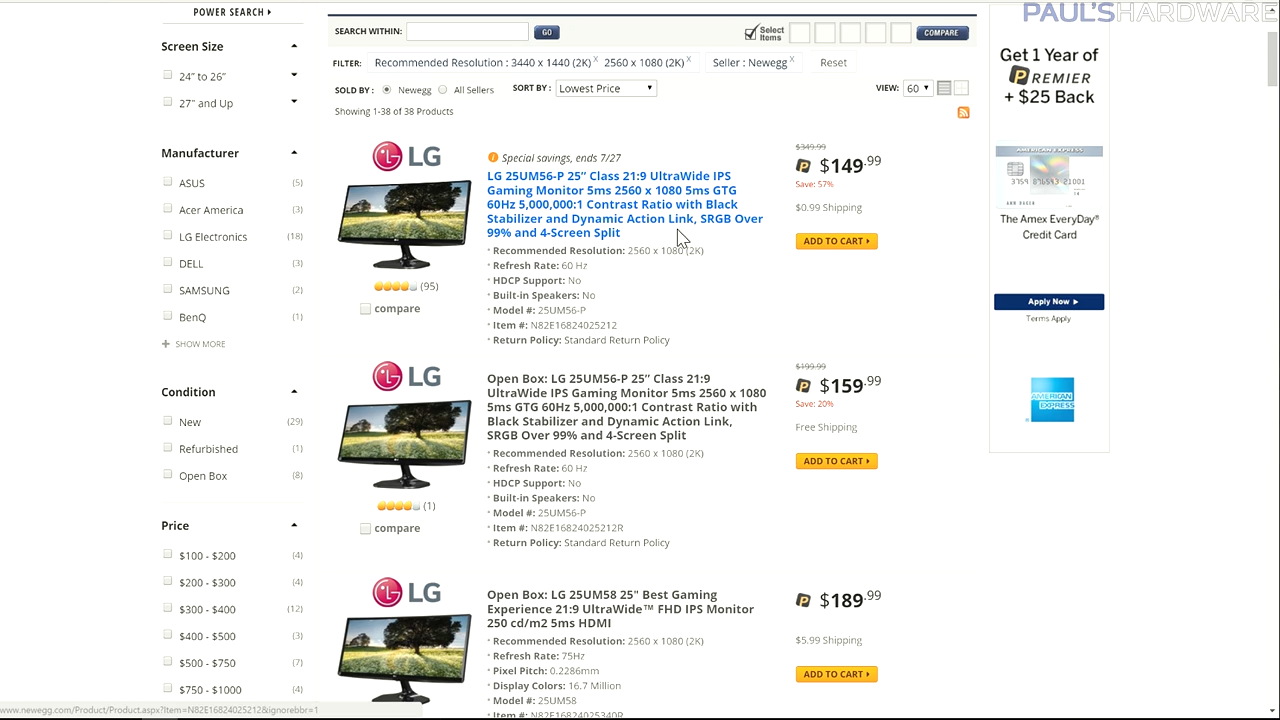 PAUL'SHARDWARE
POWER SEARCH
Screen Size
24" to 26"
27" and Up
Manufacturer
ASUS (5)
Acer America (3)
LG Electronics (18)
DELL (3)
SAMSUNG (2)
BenQ (1)
SHOW MORE
Condition
New (29)
Refurbished (1)
Open Box (8)
Price
$100 - $200 (4)
$200 - $300 (4)
$300 - $400 (12)
$400 - $500 (3)
$500 - $750 (7)
$750 - $1000 (4)
SEARCH WITHIN: GO Select Items COMPARE
FILTER: Recommended Resolution : 3440 x 1440 (2K) x 2560 x 1080 (2K) x Seller : Newegg x Reset
SOLD BY : Newegg All Sellers SORT BY : Lowest Price VIEW: 60
Showing 1-38 of 38 Products
LG
Special savings, ends 7/27
LG 25UM56-P 25” Class 21:9 UltraWide IPS
Gaming Monitor 5ms 2560 x 1080 5ms GTG
60Hz 5,000,000:1 Contrast Ratio with Black
Stabilizer and Dynamic Action Link, SRGB Over
99% and 4-Screen Split
Recommended Resolution: 2560 x 1080 (2K)
Refresh Rate: 60 Hz
HDCP Support: No
Built-in Speakers: No
Model #: 25UM56-P
Item #: N82E16824025212
Return Policy: Standard Return Policy
(95)
compare
$349.99
P $149.99
Save: 57%
$0.99 Shipping
ADD TO CART
LG
Open Box: LG 25UM56-P 25” Class 21:9
UltraWide IPS Gaming Monitor 5ms 2560 x 1080
5ms GTG 60Hz 5,000,000:1 Contrast Ratio with
Black Stabilizer and Dynamic Action Link,
SRGB Over 99% and 4-Screen Split
Recommended Resolution: 2560 x 1080 (2K)
Refresh Rate: 60 Hz
HDCP Support: No
Built-in Speakers: No
Model #: 25UM56-P
Item #: N82E16824025212R
Return Policy: Standard Return Policy
(1)
compare
$199.99
P $159.99
Save: 20%
Free Shipping
ADD TO CART
LG
Open Box: LG 25UM58 25" Best Gaming
Experience 21:9 UltraWide™ FHD IPS Monitor
250 cd/m2 5ms HDMI
Recommended Resolution: 2560 x 1080 (2K)
Refresh Rate: 75Hz
Pixel Pitch: 0.2286mm
Display Colors: 16.7 Million
Model #: 25UM58
Item #: N82E16824025340R
P $189.99
$5.99 Shipping
ADD TO CART
Get 1 Year of
PREMIER
+ $25 Back
AMERICAN EXPRESS
3759 876543 21001
The Amex EveryDay®
Credit Card
Apply Now
Terms Apply
AMERICAN
EXPRESS
www.newegg.com/Product/Product.aspx?Item=N82E16824025212&ignorebbr=1